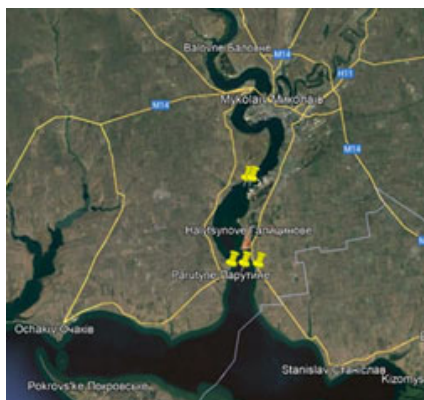 Balovne Баловне
M14
H11
Mykolaiv Миколаїв
M14
M14
Halytsynove Галицинове
Parutyne Парутине
Ochakiv Очаків
Stanislav Станіслав
Kizomys
Pokrovs'ke Покровське